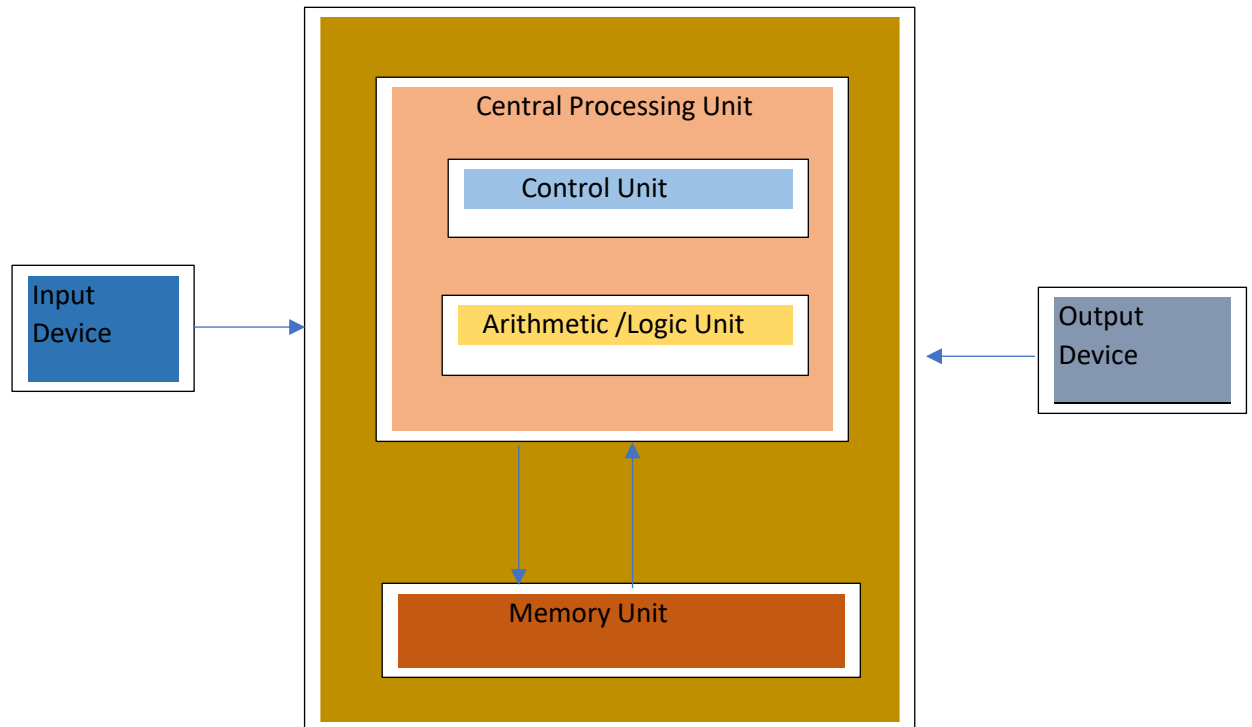 Central Processing Unit
Control Unit
Input
Device
Arithmetic /Logic Unit
Output
Device
Memory Unit